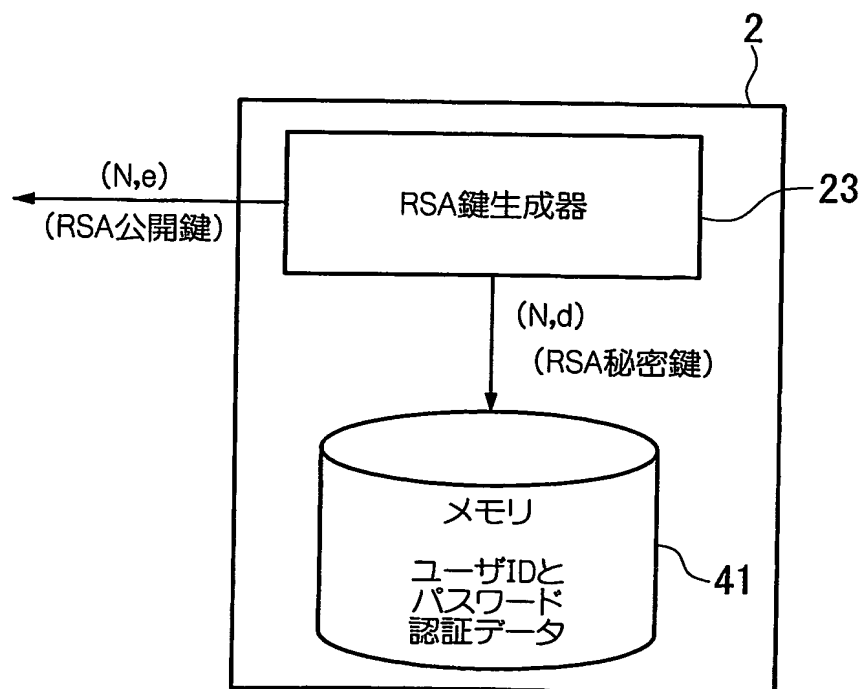 2
(N,e)
(RSA公開鍵)
RSA鍵生成器
23
(N,d)
(RSA秘密鍵)
メモリ
ユーザIDと
パスワード
認証データ
41